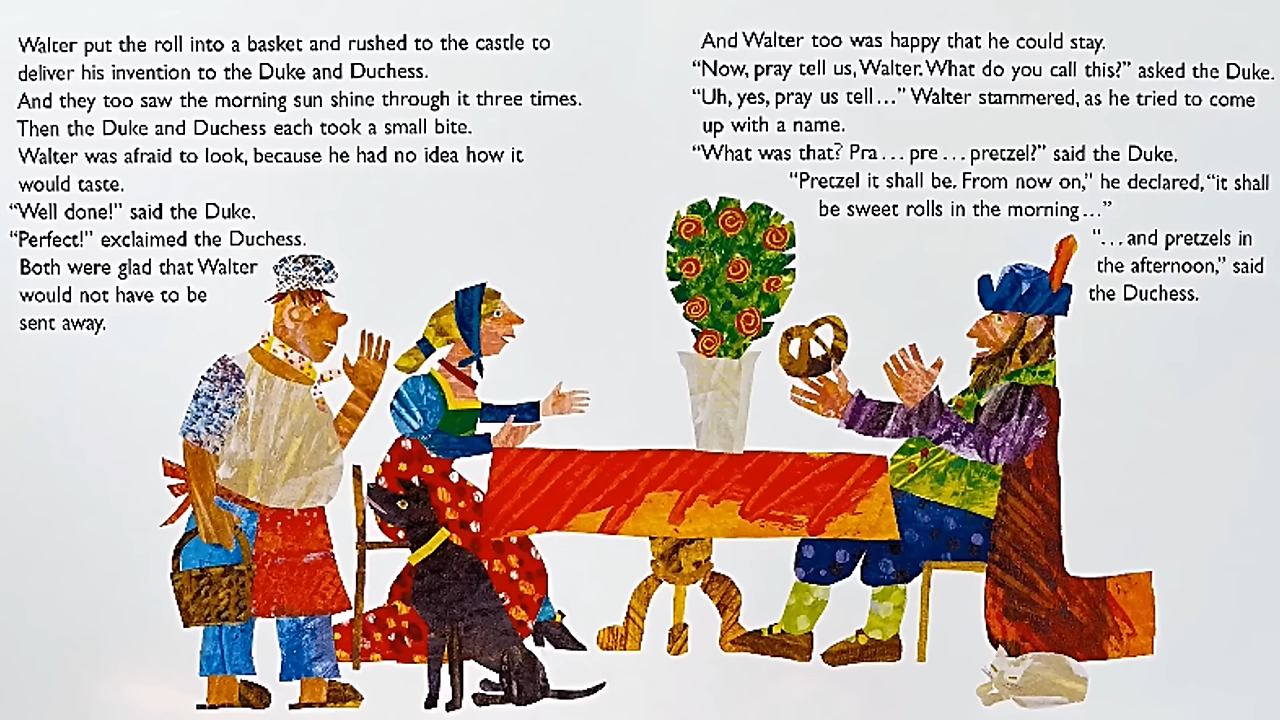 Walter put the roll into a basket and rushed to the castle to
deliver his invention to the Duke and Duchess.
And they too saw the morning sun shine through it three times.
Then the Duke and Duchess each took a small bite.
Walter was afraid to look, because he had no idea how it
would taste.
“Well done!” said the Duke.
“Perfect!” exclaimed the Duchess.
Both were glad that Walter
would not have to be
sent away.
And Walter too was happy that he could stay.
“Now, pray tell us, Walter. What do you call this?” asked the Duke.
“Uh, yes, pray us tell...” Walter stammered, as he tried to come
up with a name.
“What was that? Pra... pre... pretzel?” said the Duke.
“Pretzel it shall be. From now on,” he declared, “it shall
be sweet rolls in the morning...”
“...and pretzels in
the afternoon,” said
the Duchess.